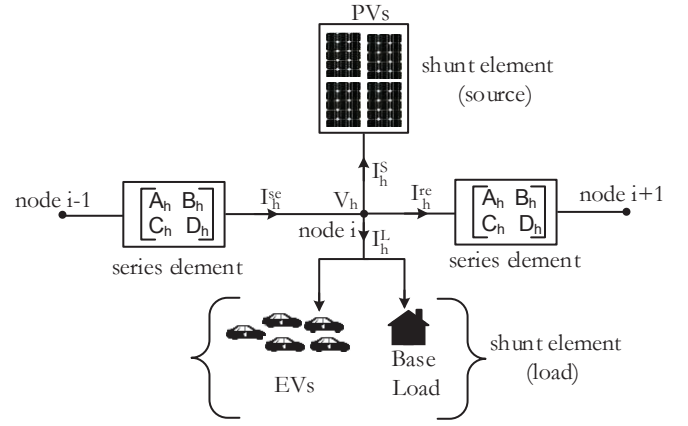 PVs
shunt element
(source)
I_h^S
node i-1
A_h B_h
C_h D_h
I_h^se
V_h
I_h^re
A_h B_h
C_h D_h
node i+1
node i
I_h^L
series element
series element
EVs
Base
Load
shunt element
(load)